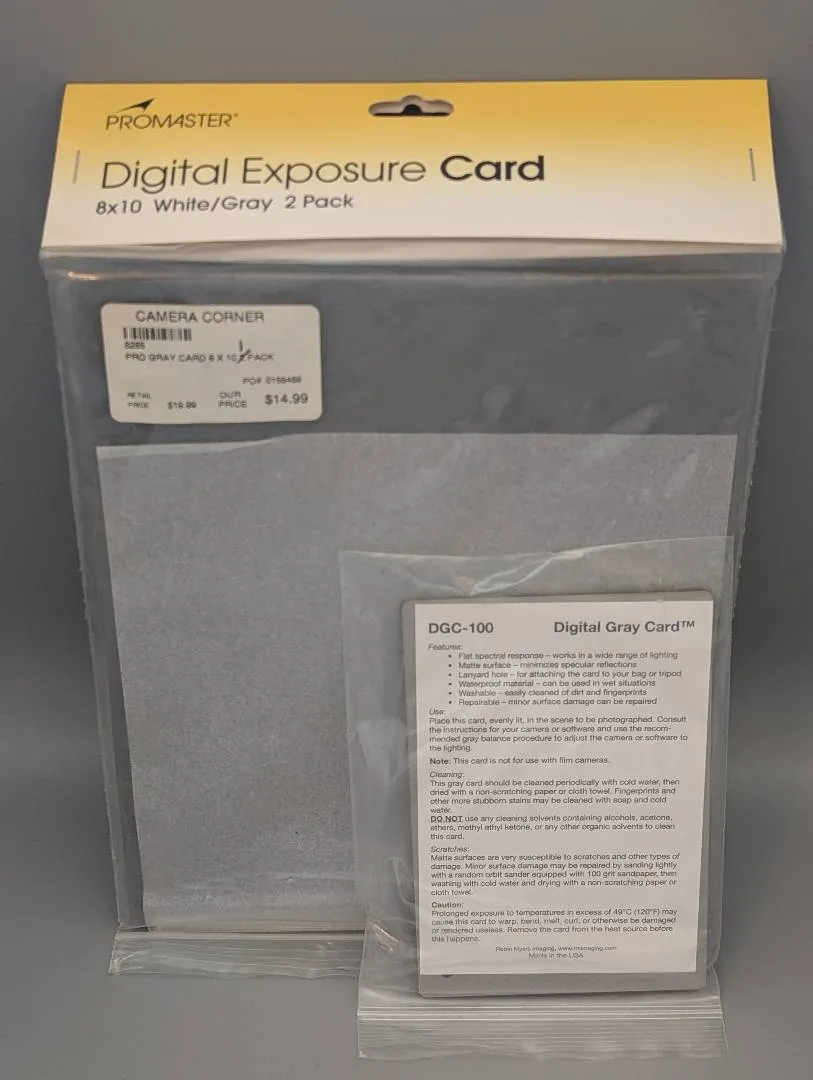 PROMASTER
Digital Exposure Card
8x10 White/Gray 2 Pack
CAMERA CORNER
PRO GRAY CARD 8 X 10 PACK
PO#
RETAIL PRICE
OUR PRICE $14.99
DGC-100 Digital Gray Card™
Features:
• Flat spectral response – works in a wide range of lighting
• Matte surface – minimizes specular reflections
• Lanyard hole – for attaching the card to your bag or tripod
• Waterproof material – can be used in wet situations
• Washable – easily cleaned of dirt and fingerprints
• Repairable – minor surface damage can be repaired
Use:
Place this card, evenly lit, in the scene to be photographed. Consult
the instructions for your camera or software and use the recom-
mended gray balance procedure to adjust the camera or software to
the lighting.
Note: This card is not for use with film cameras.
Cleaning:
This gray card should be cleaned periodically with cold water, then
dried with a non-scratching paper or cloth towel. Fingerprints and
other more stubborn stains may be cleaned with soap and cold
water.
DO NOT use any cleaning solvents containing alcohols, acetone,
ethers, methyl ethyl ketone, or any other organic solvents to clean
this card.
Scratches:
Matte surfaces are very susceptible to scratches and other types of
damage. Minor surface damage may be repaired by sanding lightly
with a random orbit sander equipped with 100 grit sandpaper, then
washing with cold water and drying with a non-scratching paper or
cloth towel.
Caution:
Prolonged exposure to temperatures in excess of 49°C (120°F) may
cause this card to warp, bend, melt, curl, or otherwise be damaged
or rendered useless. Remove the card from the heat source before
this happens.
Robin Myers Imaging, www.rmimaging.com
Made in the USA